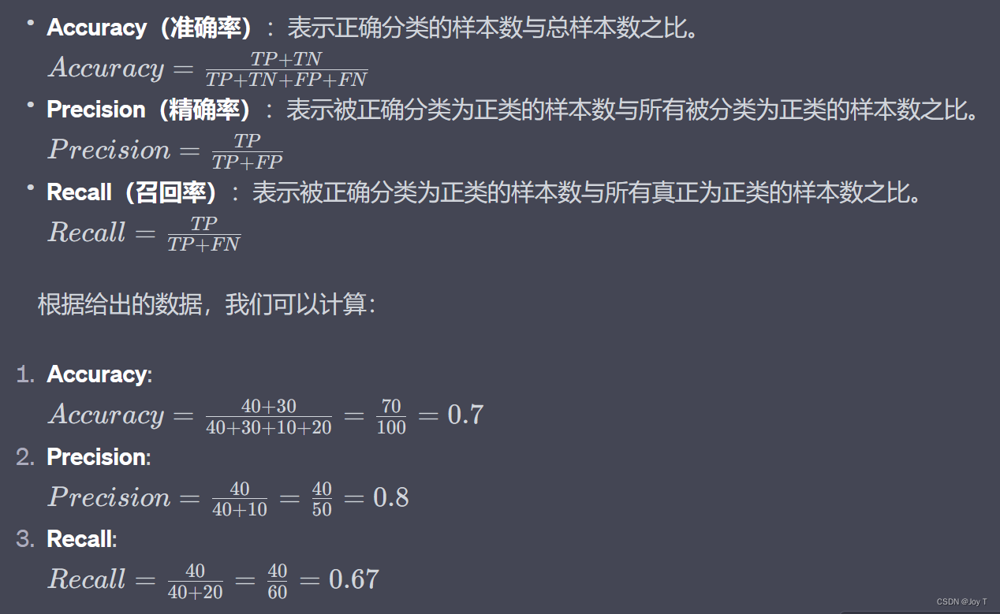 • Accuracy（准确率）：表示正确分类的样本数与总样本数之比。
Accuracy = \frac{TP+TN}{TP+TN+FP+FN}
• Precision（精确率）：表示被正确分类为正类的样本数与所有被分类为正类的样本数之比。
Precision = \frac{TP}{TP+FP}
• Recall（召回率）：表示被正确分类为正类的样本数与所有真正为正类的样本数之比。
Recall = \frac{TP}{TP+FN}
根据给出的数据，我们可以计算：
1. Accuracy:
Accuracy = \frac{40+30}{40+30+10+20} = \frac{70}{100} = 0.7
2. Precision:
Precision = \frac{40}{40+10} = \frac{40}{50} = 0.8
3. Recall:
Recall = \frac{40}{40+20} = \frac{40}{60} = 0.67
CSDN @Joy T